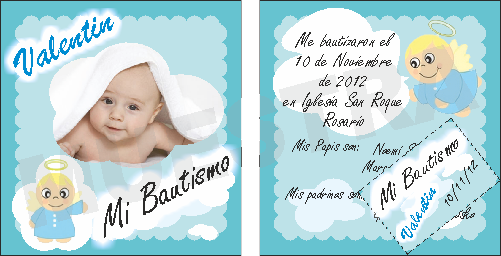 Valentin
Mi Bautismo
Me bautizaron el
10 de Noviembre
de 2012
en Iglesia San Roque
Rosario
Mis Papis son: Noemí
Mis padrinos son:
Mi Bautismo
Valentin 10/11/12